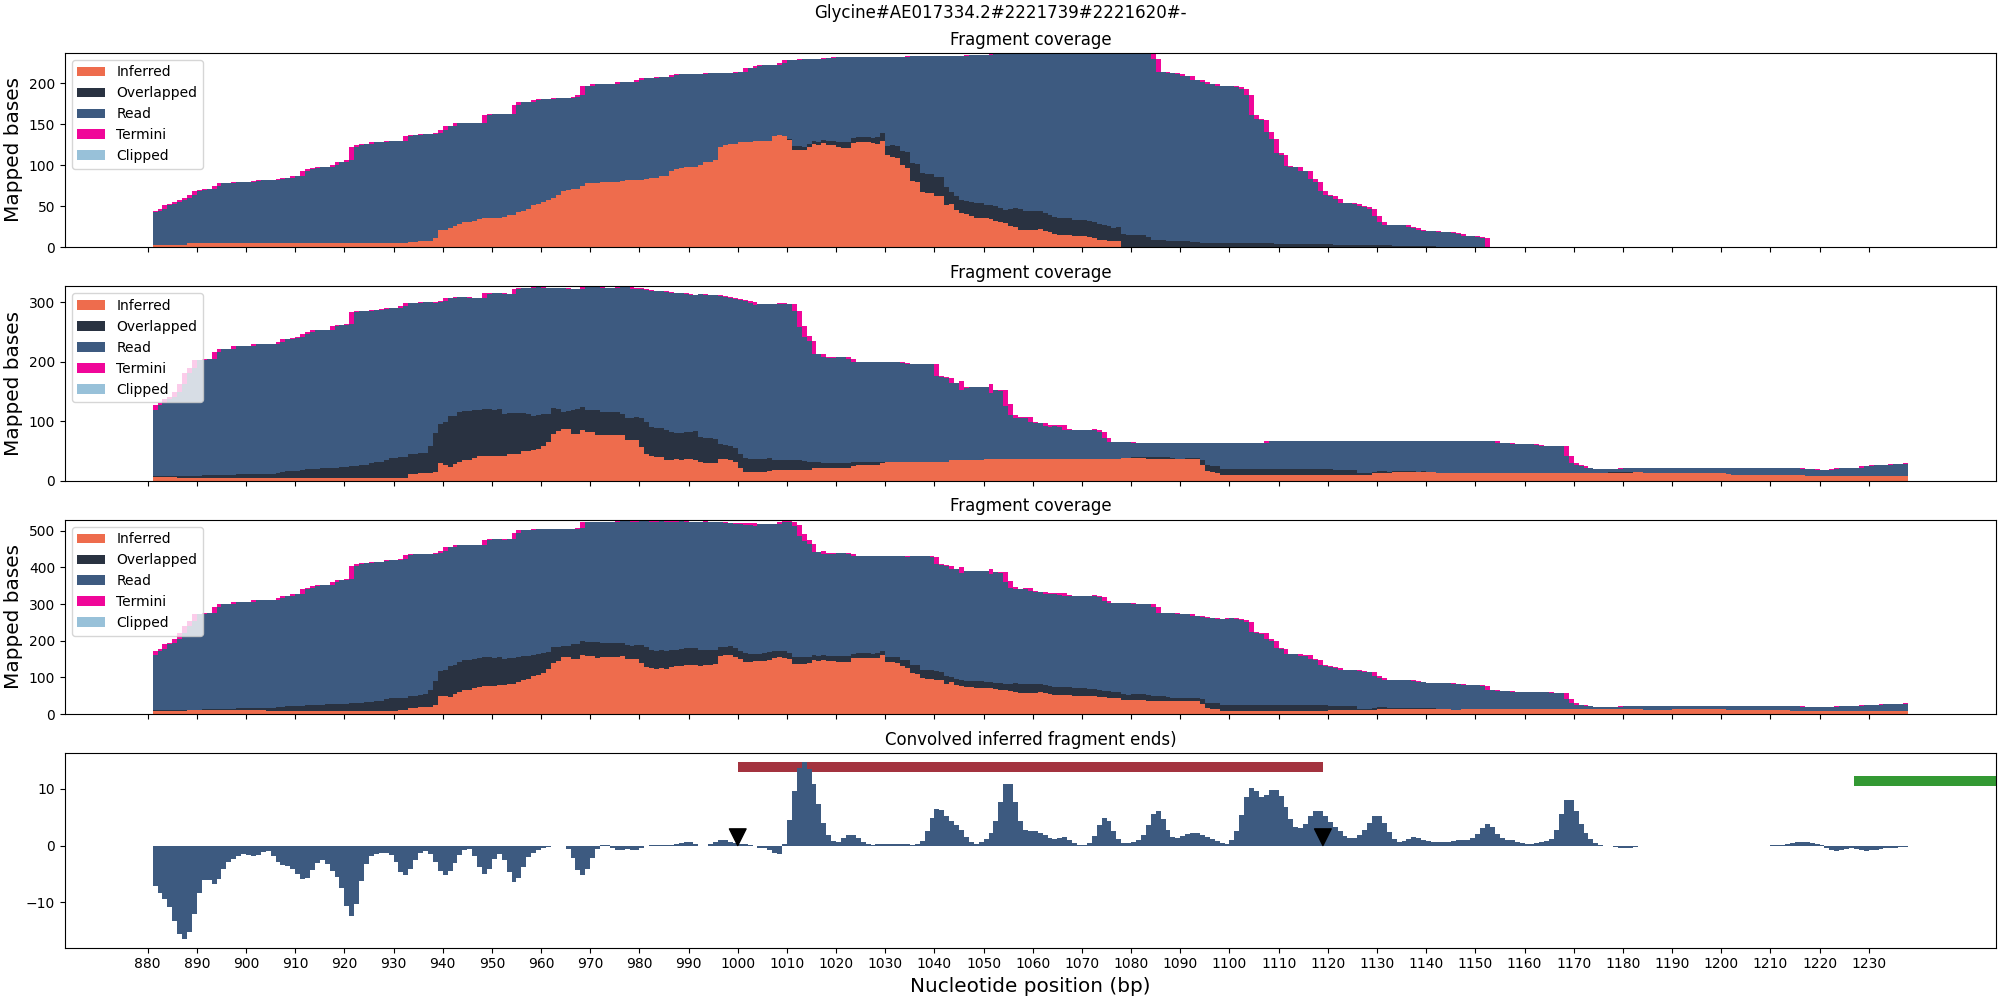 Glycine#AE017334.2#2221739#2221620#-
Fragment coverage
Mapped bases
200
150
100
50
0
Inferred
Overlapped
Read
Termini
Clipped
Fragment coverage
Mapped bases
300
200
100
0
Inferred
Overlapped
Read
Termini
Clipped
Fragment coverage
Mapped bases
500
400
300
200
100
0
Inferred
Overlapped
Read
Termini
Clipped
Convolved inferred fragment ends)
10
0
−10
880 890 900 910 920 930 940 950 960 970 980 990 1000 1010 1020 1030 1040 1050 1060 1070 1080 1090 1100 1110 1120 1130 1140 1150 1160 1170 1180 1190 1200 1210 1220 1230
Nucleotide position (bp)